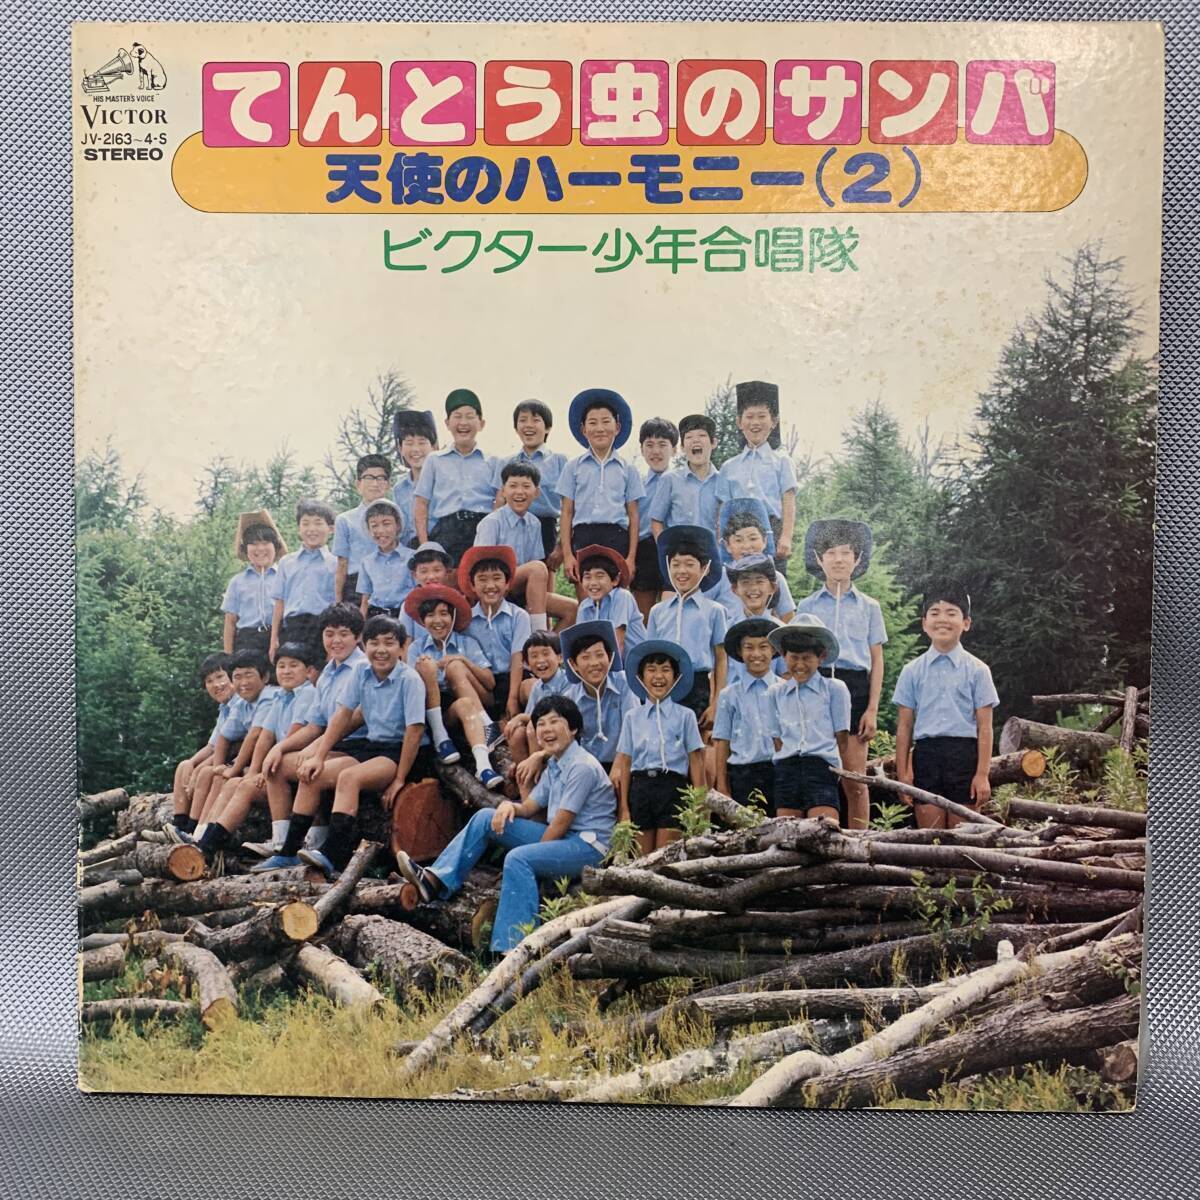 "HIS MASTER'S VOICE"
VICTOR
JV-2163~4-S
STEREO
てんとう虫のサンバ
天使のハーモニー(2)
ビクター少年合唱隊